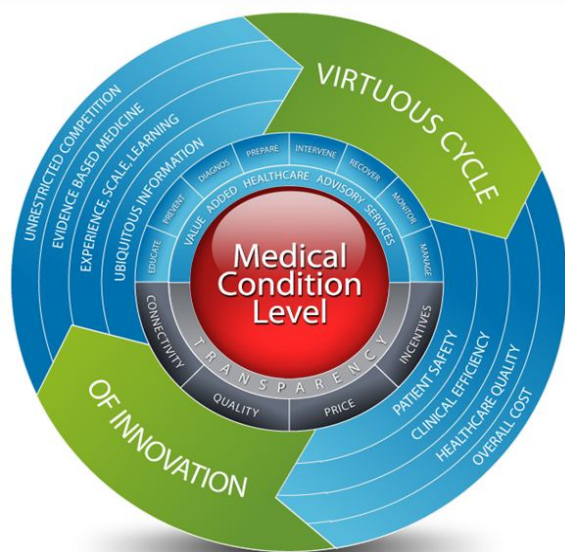 VIRTUOUS CYCLE
OF INNOVATION
UNRESTRICTED COMPETITION
EVIDENCE BASED MEDICINE
EXPERIENCE, SCALE, LEARNING
UBIQUITOUS INFORMATION
PATIENT SAFETY
CLINICAL EFFICIENCY
HEALTHCARE QUALITY
OVERALL COST
EDUCATE
PREVENT
DIAGNOS
PREPARE
INTERVENE
RECOVER
MONITOR
MANAGE
VALUE ADDED HEALTHCARE ADVISORY SERVICES
Medical
Condition
Level
TRANSPARENCY
CONNECTIVITY
QUALITY
PRICE
INCENTIVES